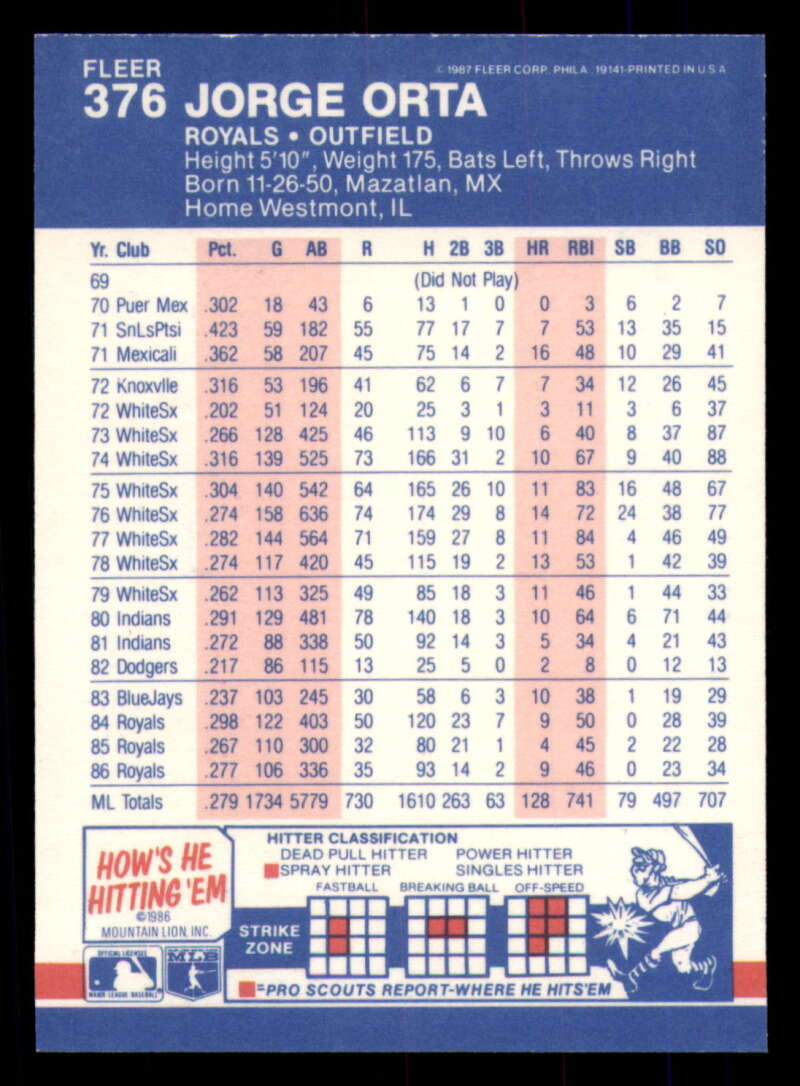 FLEER
© 1987 FLEER CORP. PHILA. 19141-PRINTED IN U S A
376 JORGE ORTA
ROYALS • OUTFIELD
Height 5'10", Weight 175, Bats Left, Throws Right
Born 11-26-50, Mazatlan, MX
Home Westmont, IL
Yr. Club Pct. G AB R H 2B 3B HR RBI SB BB SO
69 (Did Not Play)
70 Puer Mex .302 18 43 6 13 1 0 0 3 6 2 7
71 SnLsPtsi .423 59 182 55 77 17 7 7 53 13 35 15
71 Mexicali .362 58 207 45 75 14 2 16 48 10 29 41
72 Knoxvlle .316 53 196 41 62 6 7 7 34 12 26 45
72 WhiteSx .202 51 124 20 25 3 1 3 11 3 6 37
73 WhiteSx .266 128 425 46 113 9 10 6 40 8 37 87
74 WhiteSx .316 139 525 73 166 31 2 10 67 9 40 88
75 WhiteSx .304 140 542 64 165 26 10 11 83 16 48 67
76 WhiteSx .274 158 636 74 174 29 8 14 72 24 38 77
77 WhiteSx .282 144 564 71 159 27 8 11 84 4 46 49
78 WhiteSx .274 117 420 45 115 19 2 13 53 1 42 39
79 WhiteSx .262 113 325 49 85 18 3 11 46 1 44 33
80 Indians .291 129 481 78 140 18 3 10 64 6 71 44
81 Indians .272 88 338 50 92 14 3 5 34 4 21 43
82 Dodgers .217 86 115 13 25 5 0 2 8 0 12 13
83 BlueJays .237 103 245 30 58 6 3 10 38 1 19 29
84 Royals .298 122 403 50 120 23 7 9 50 0 28 39
85 Royals .267 110 300 32 80 21 1 4 45 2 22 28
86 Royals .277 106 336 35 93 14 2 9 46 0 23 34
ML Totals .279 1734 5779 730 1610 263 63 128 741 79 497 707
HOW'S HE
HITTING 'EM
©1986
MOUNTAIN LION, INC.
HITTER CLASSIFICATION
DEAD PULL HITTER POWER HITTER
SPRAY HITTER SINGLES HITTER
FASTBALL BREAKING BALL OFF-SPEED
STRIKE
ZONE
=PRO SCOUTS REPORT-WHERE HE HITS'EM
OFFICIAL LICENSEE
MAJOR LEAGUE BASEBALL
MLB